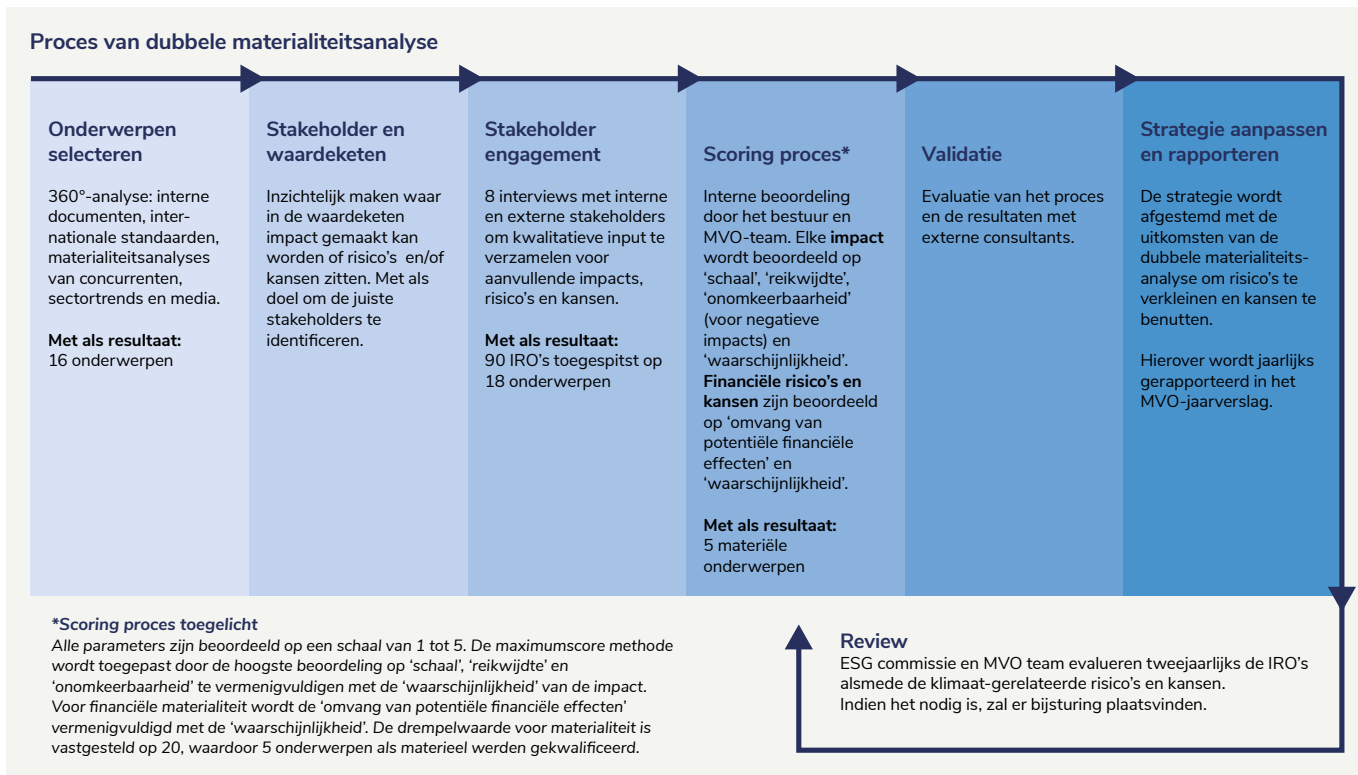 Proces van dubbele materialiteitsanalyse
Onderwerpen
selecteren
360°-analyse: interne
documenten, inter-
nationale standaarden,
materialiteitsanalyses
van concurrenten,
sectortrends en media.
Met als resultaat:
16 onderwerpen
Stakeholder en
waardeketen
Inzichtelijk maken waar
in de waardeketen
impact gemaakt kan
worden of risico’s en/of
kansen zitten. Met als
doel om de juiste
stakeholders te
identificeren.
Stakeholder
engagement
8 interviews met interne
en externe stakeholders
om kwalitatieve input te
verzamelen voor
aanvullende impacts,
risico’s en kansen.
Met als resultaat:
90 IRO’s toegespitst op
18 onderwerpen
Scoring proces*
Interne beoordeling
door het bestuur en
MVO-team. Elke impact
wordt beoordeeld op
‘schaal’, ‘reikwijdte’,
‘onomkeerbaarheid’
(voor negatieve
impacts) en
‘waarschijnlijkheid’.
Financiële risico’s en
kansen zijn beoordeeld
op ‘omvang van
potentiële financiële
effecten’ en
‘waarschijnlijkheid’.
Met als resultaat:
5 materiële
onderwerpen
Validatie
Evaluatie van het proces
en de resultaten met
externe consultants.
Strategie aanpassen
en rapporteren
De strategie wordt
afgestemd met de
uitkomsten van de
dubbele materialiteits-
analyse om risico’s te
verkleinen en kansen te
benutten.
Hierover wordt jaarlijks
gerapporteerd in het
MVO-jaarverslag.
*Scoring proces toegelicht
Alle parameters zijn beoordeeld op een schaal van 1 tot 5. De maximumscore methode
wordt toegepast door de hoogste beoordeling op ‘schaal’, ‘reikwijdte’ en
‘onomkeerbaarheid’ te vermenigvuldigen met de ‘waarschijnlijkheid’ van de impact.
Voor financiële materialiteit wordt de ‘omvang van potentiële financiële effecten’
vermenigvuldigd met de ‘waarschijnlijkheid’. De drempelwaarde voor materialiteit is
vastgesteld op 20, waardoor 5 onderwerpen als materieel werden gekwalificeerd.
Review
ESG commissie en MVO team evalueren tweejaarlijks de IRO’s
alsmede de klimaat-gerelateerde risico’s en kansen.
Indien het nodig is, zal er bijsturing plaatsvinden.